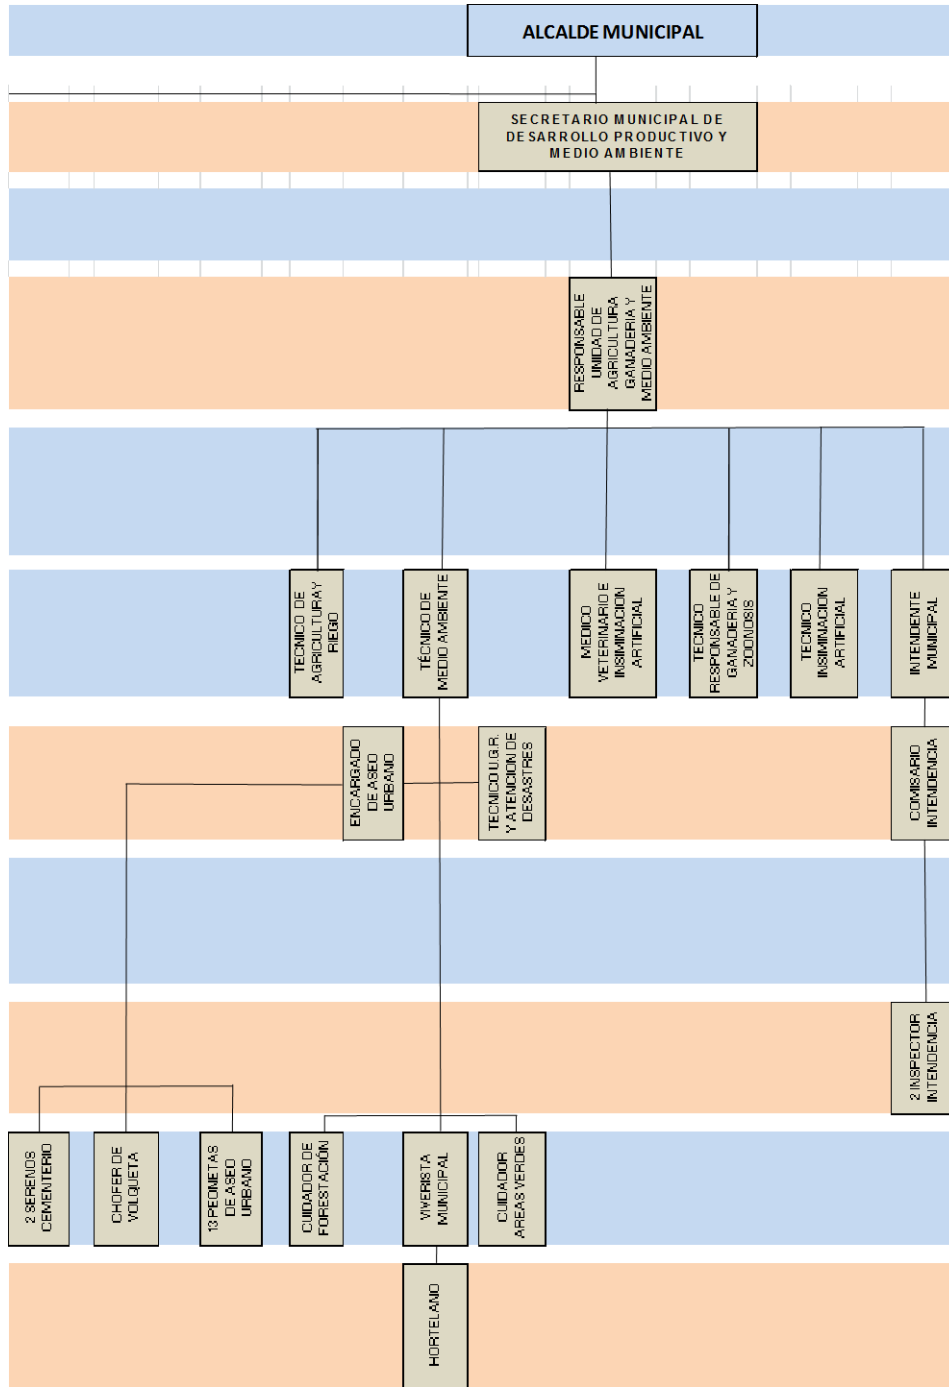 ALCALDE MUNICIPAL
SECRETARIO MUNICIPAL DE
DESARROLLO PRODUCTIVO Y
MEDIO AMBIENTE
RESPONSABLE
UNIDAD DE
AGRICULTURA
GANADERIA Y
MEDIO AMBIENTE
TECNICO DE
AGRICULTURA Y
RIEGO
TÉCNICO DE
MEDIO AMBIENTE
MEDICO
VETERINARIO E
INSIMINACION
ARTIFICIAL
TECNICO
RESPONSABLE DE
GANADERIA Y
ZOONOSIS
TECNICO
INSIMINACION
ARTIFICIAL
INTENDENTE
MUNICIPAL
ENCARGADO
DE ASEO
URBANO
TECNICO U.G.R.
Y ATENCION DE
DESASTRES
COMISARIO
INTENDENCIA
2 INSPECTOR
INTENDENCIA
2 SERENOS
CEMENTERIO
CHOFER DE
VOLQUETA
13 PEONETAS
DE ASEO
URBANO
CUIDADOR DE
FORESTACIÓN
VIVERISTA
MUNICIPAL
CUIDADOR
AREAS VERDES
HORTELANO